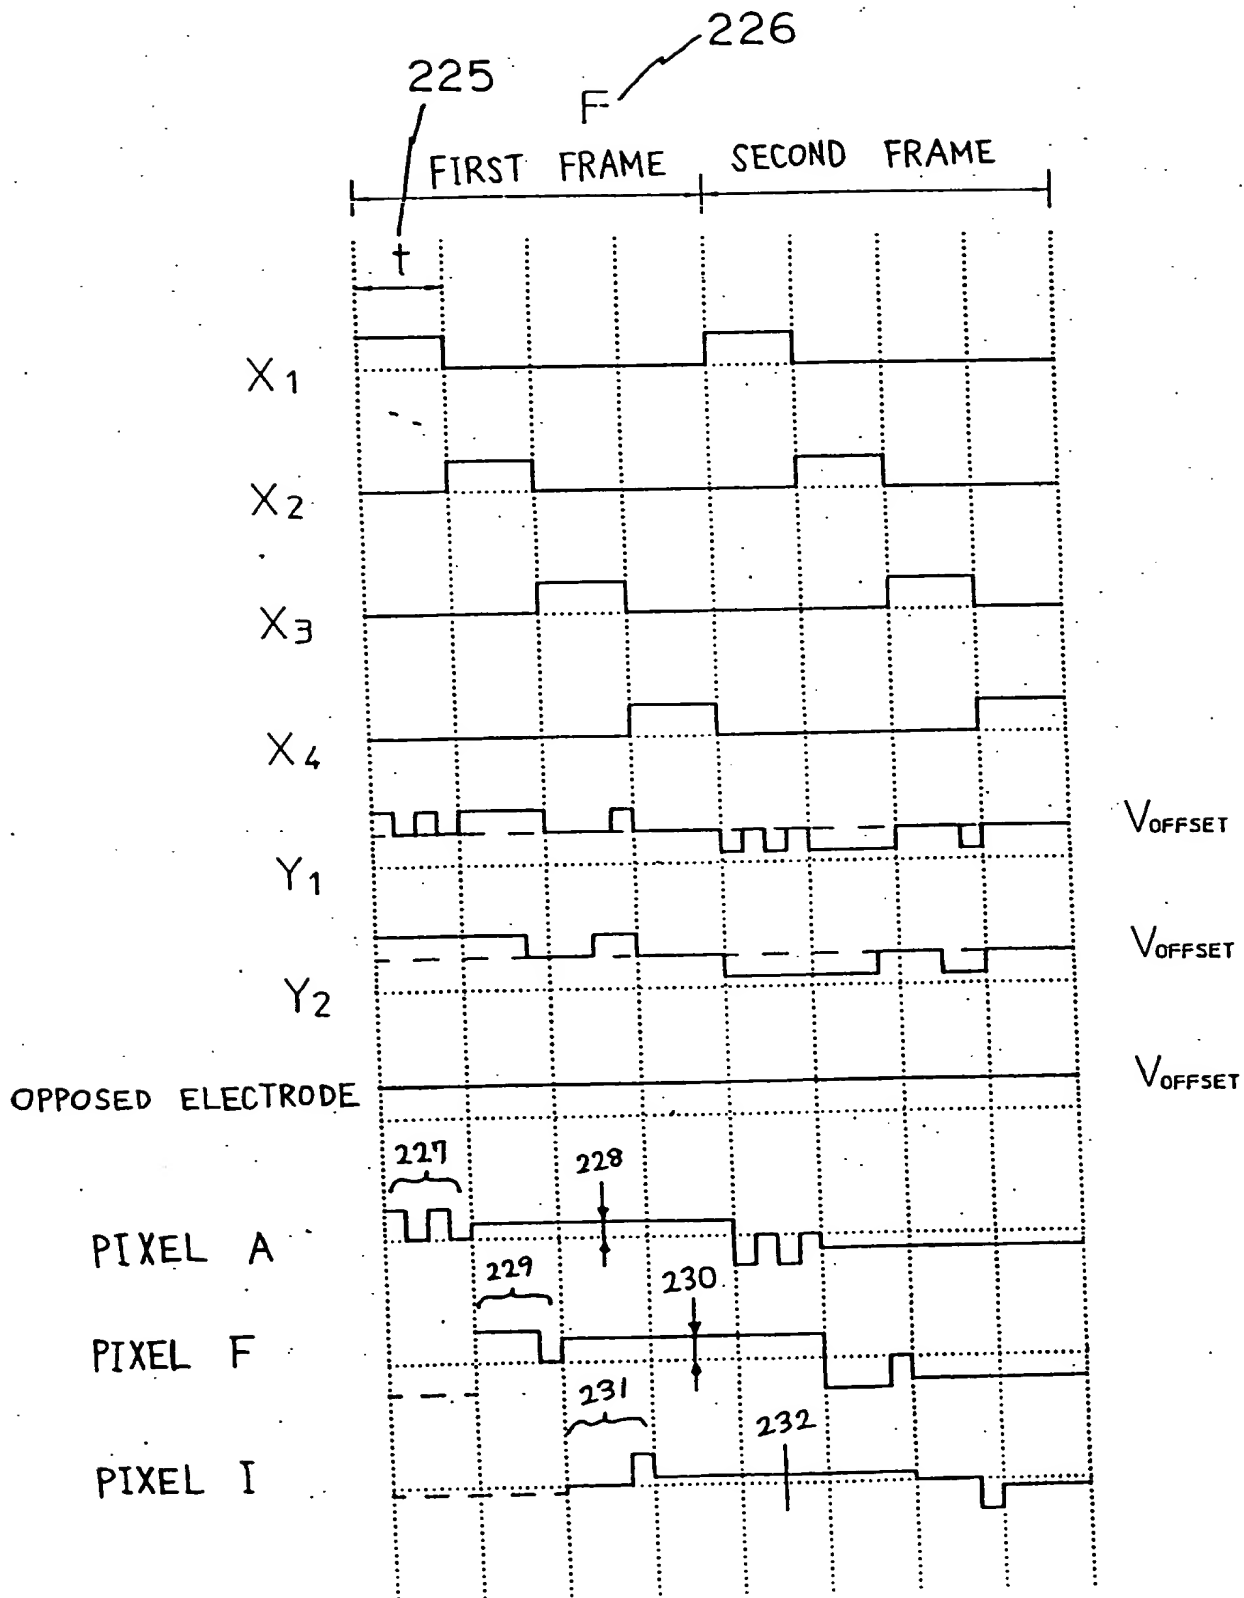 226
225
F
FIRST FRAME
SECOND FRAME
t
X1
X2
X3
X4
VOFFSET
Y1
VOFFSET
Y2
VOFFSET
OPPOSED ELECTRODE
227
228
PIXEL A
229
230
PIXEL F
231
232
PIXEL I